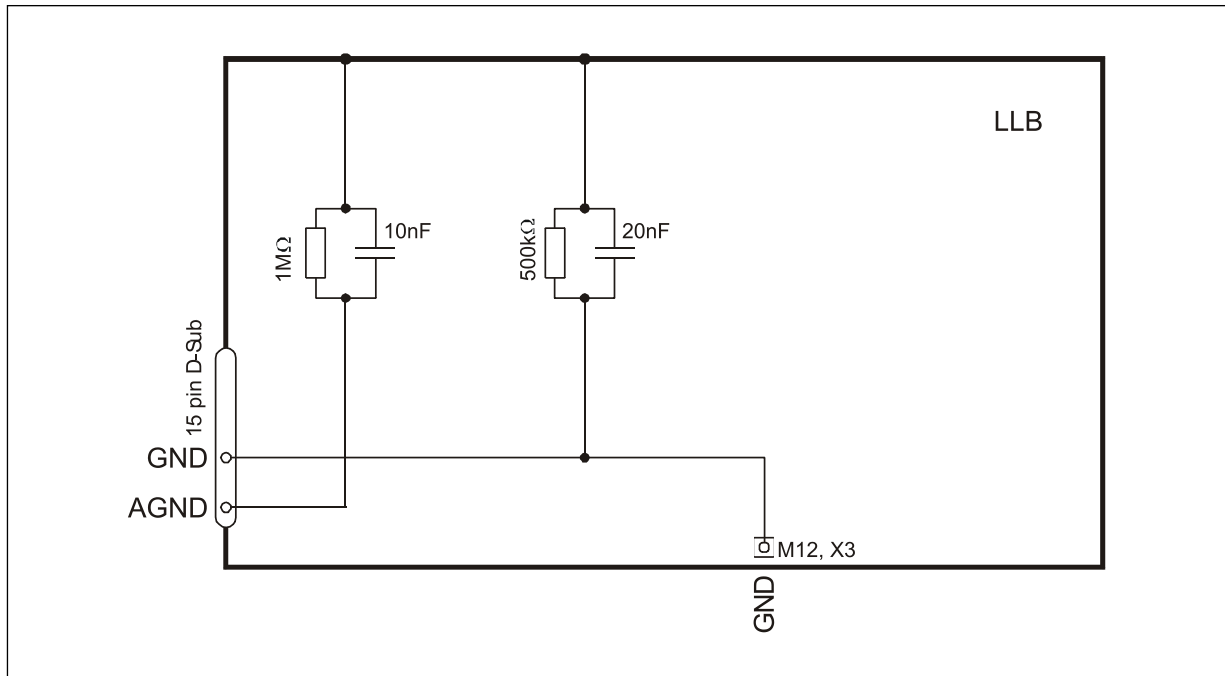 LLB
1MΩ
10nF
500kΩ
20nF
15 pin D-Sub
GND
AGND
M12, X3
GND